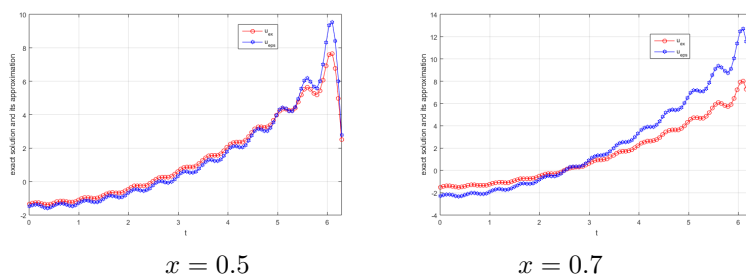 exact solution and its approximation
10
8
6
4
2
0
-2
0 1 2 3 4 5 6
t
u_ex
u_eps
x = 0.5
exact solution and its approximation
14
12
10
8
6
4
2
0
-2
-4
0 1 2 3 4 5 6
t
u_ex
u_eps
x = 0.7